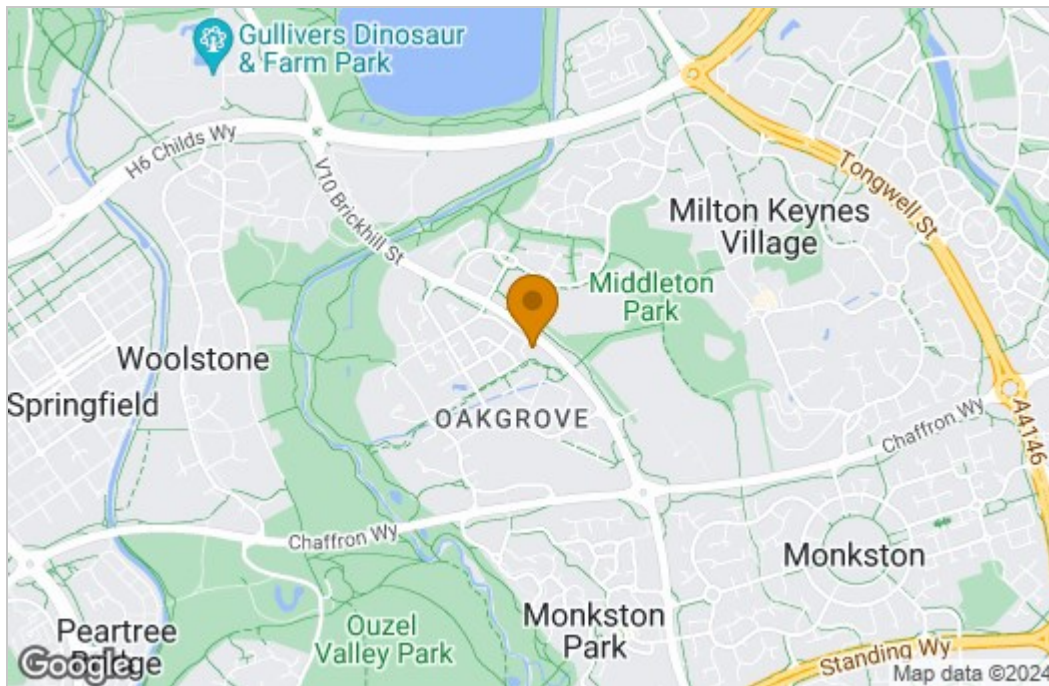 Gullivers Dinosaur
& Farm Park
H6 Childs Wy
V10 Brickhill St
Tongwell St
Milton Keynes
Village
Middleton
Park
Woolstone
Springfield
OAKGROVE
A4146
Chaffron Wy
Chaffron Wy
Monkston
Monkston
Park
Peartree
Bridge
Ouzel
Valley Park
Standing Wy
Google
Map data ©2024